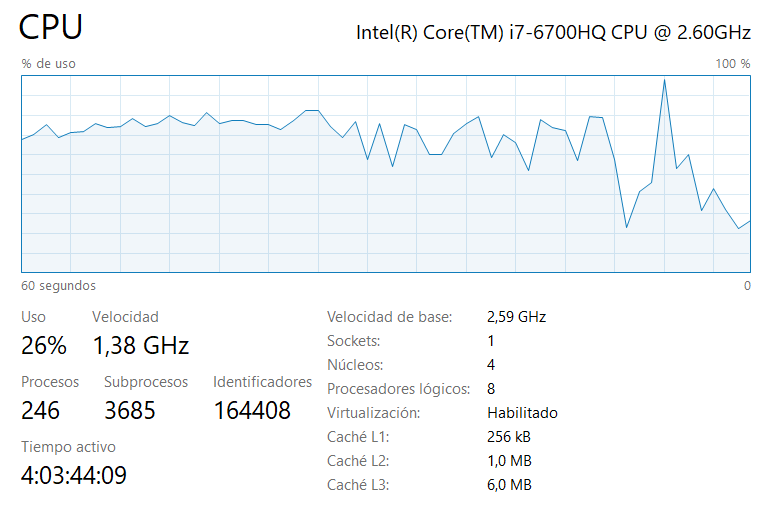 CPU
Intel(R) Core(TM) i7-6700HQ CPU @ 2.60GHz
% de uso
100 %
60 segundos
0
Uso
Velocidad
26%
1,38 GHz
Procesos
Subprocesos
Identificadores
246
3685
164408
Tiempo activo
4:03:44:09
Velocidad de base:
2,59 GHz
Sockets:
1
Núcleos:
4
Procesadores lógicos:
8
Virtualización:
Habilitado
Caché L1:
256 kB
Caché L2:
1,0 MB
Caché L3:
6,0 MB